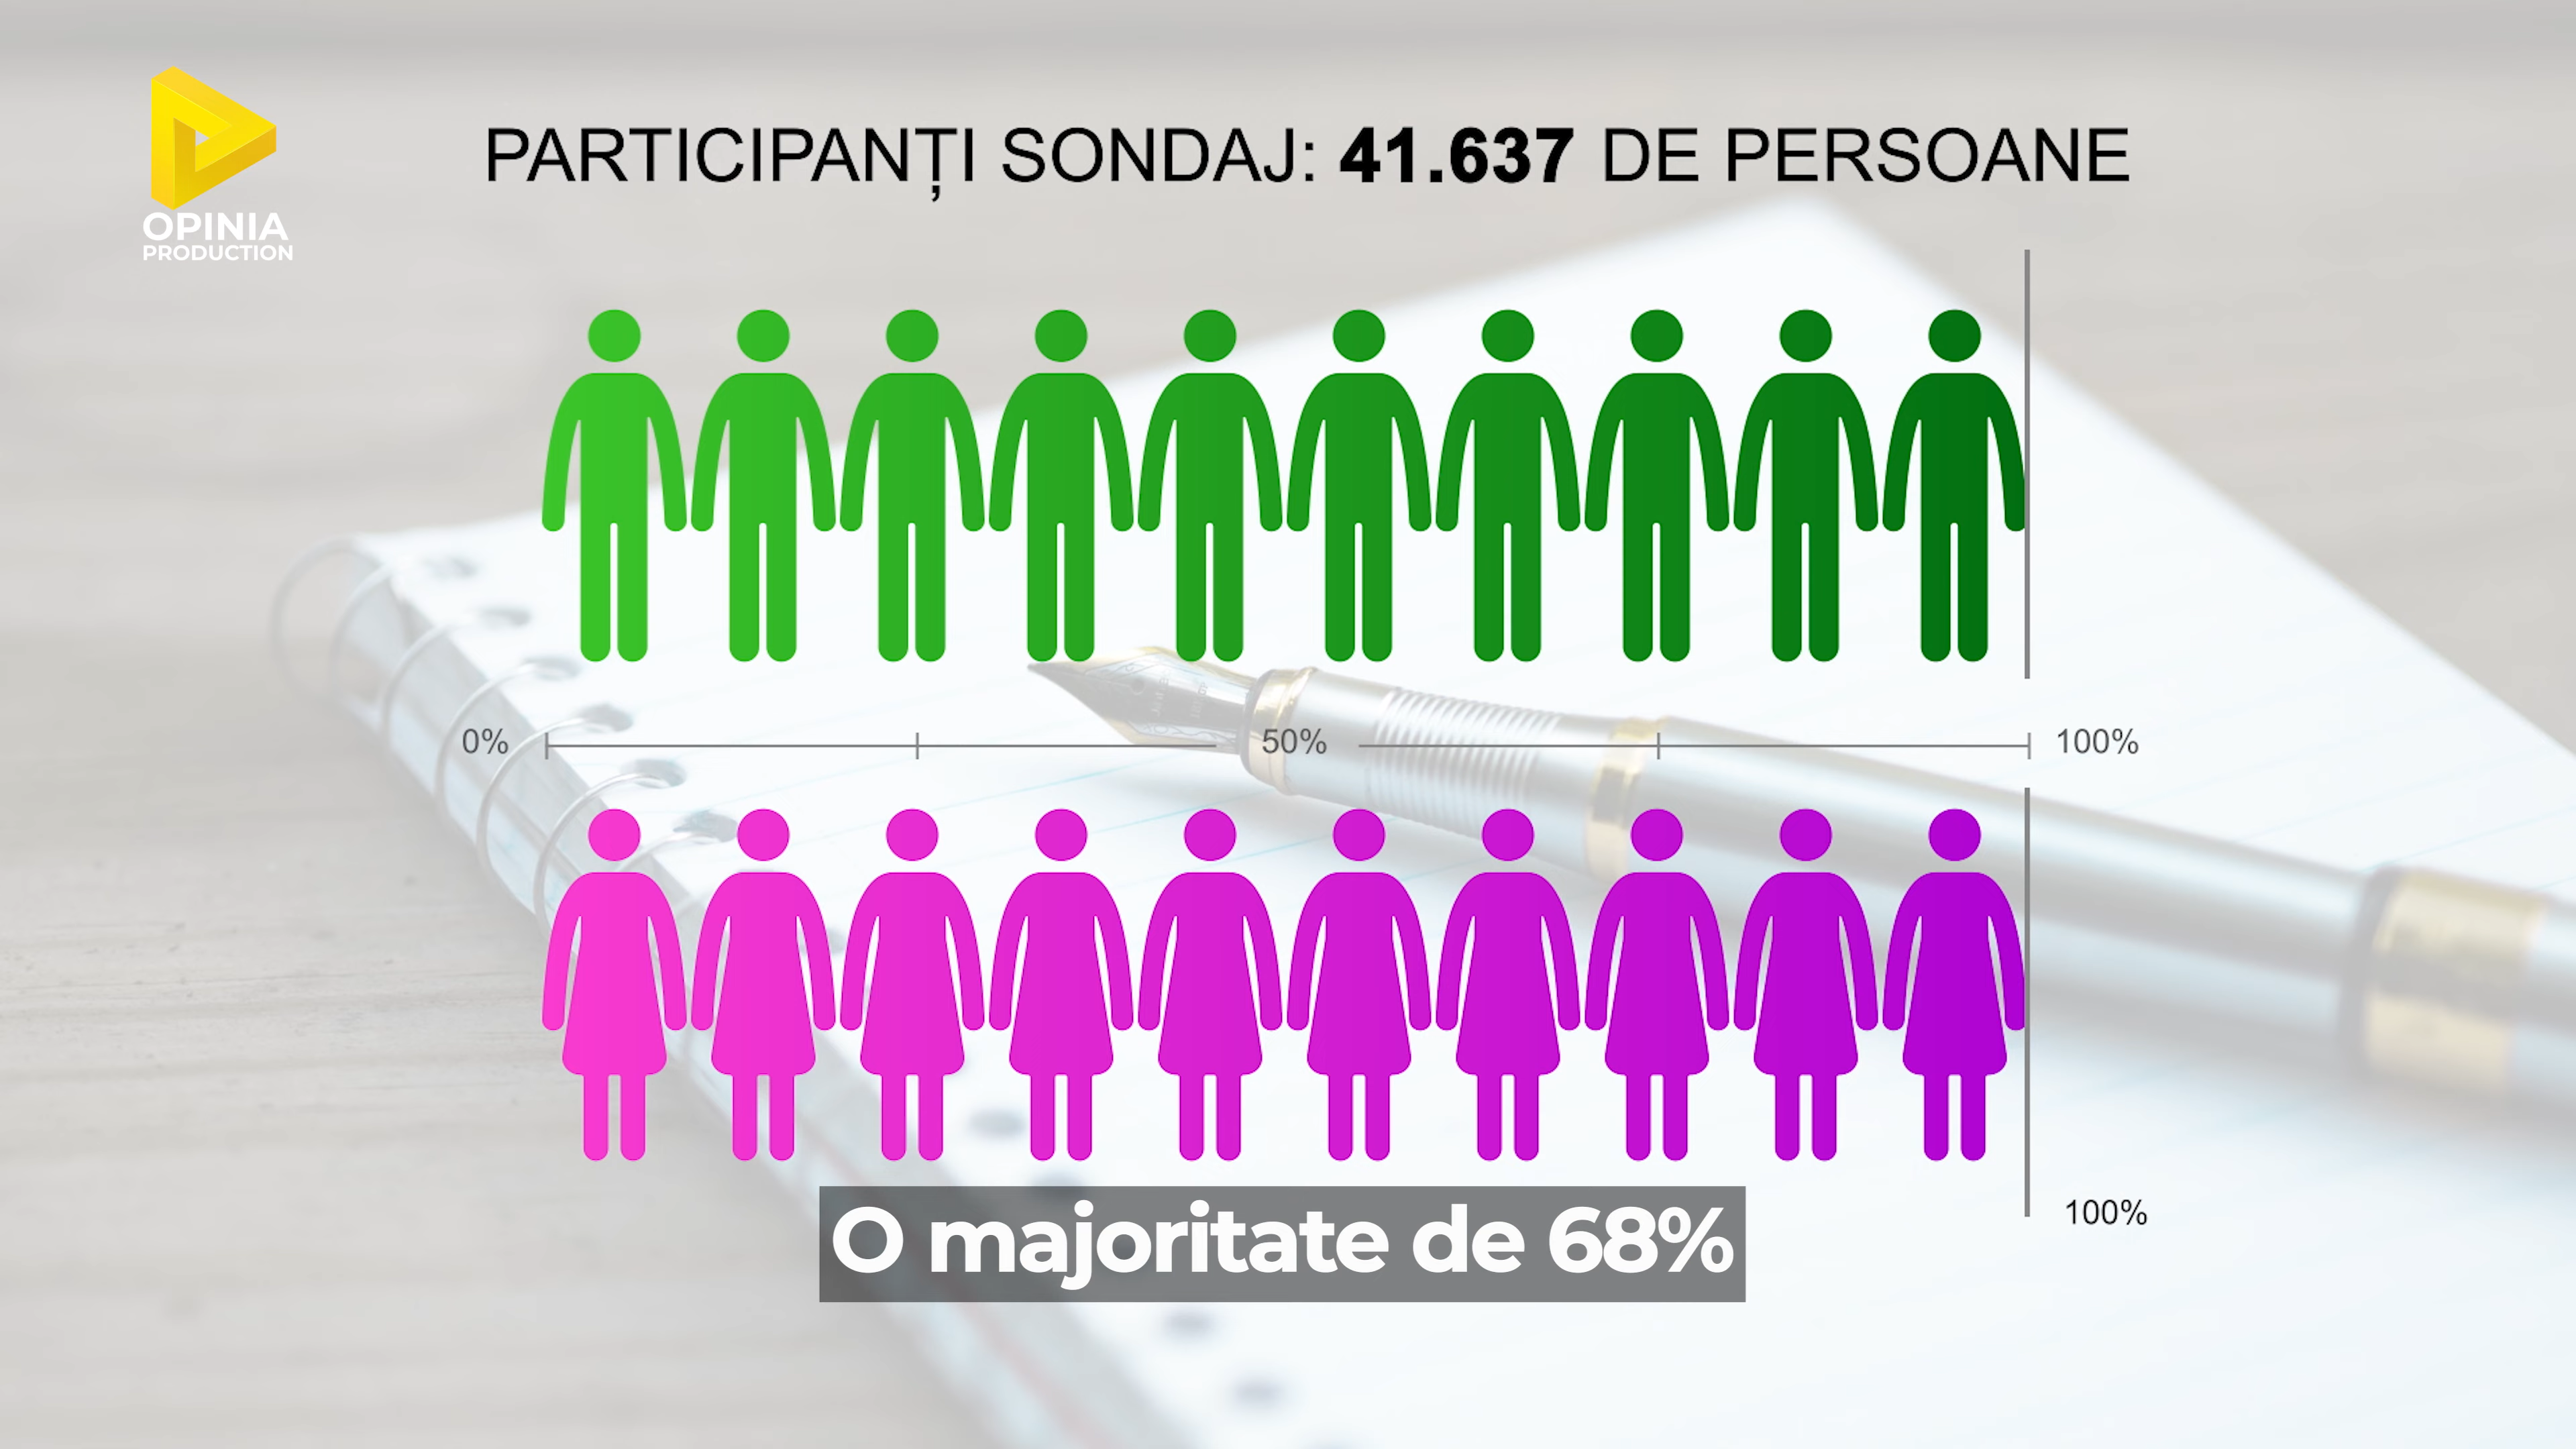 OPINIA
PRODUCTION
PARTICIPANȚI SONDAJ: 41.637 DE PERSOANE
0%
50%
100%
100%
O majoritate de 68%